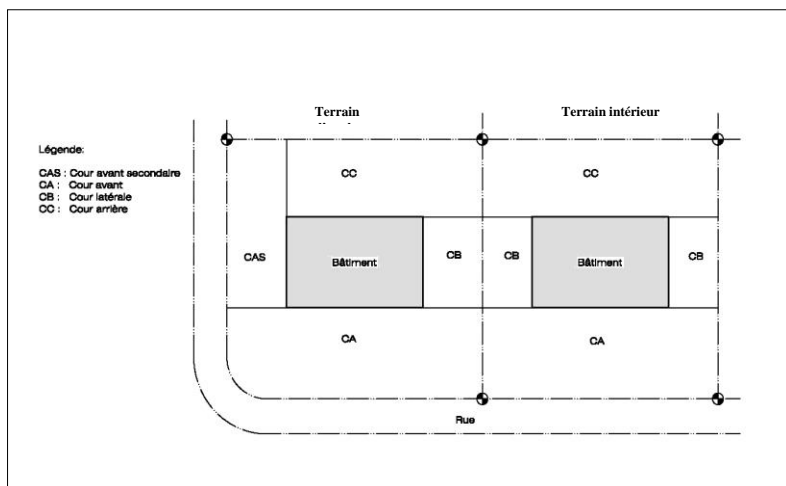 Terrain
Terrain intérieur
Légende:
CAS : Cour avant secondaire
CA : Cour avant
CB : Cour latérale
CC : Cour arrière
CC
CC
CAS
Bâtiment
CB
CB
Bâtiment
CB
CA
CA
Rue